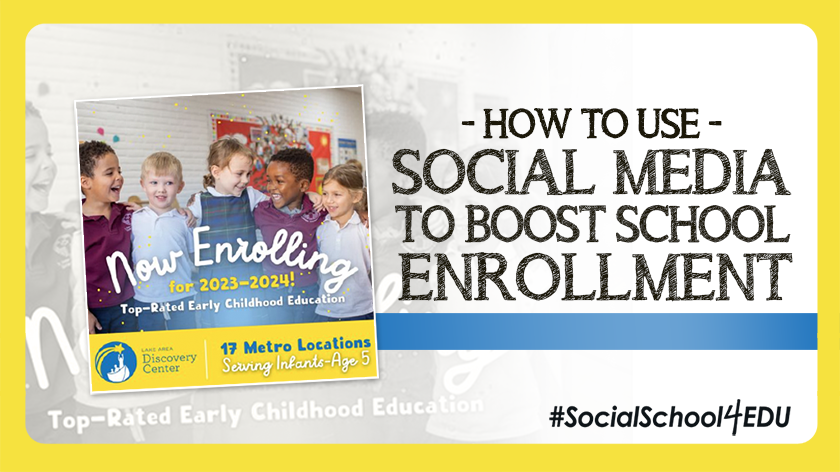 - HOW TO USE -
SOCIAL MEDIA
TO BOOST SCHOOL
ENROLLMENT
#SocialSchool4EDU
Now Enrolling
for 2023-2024!
Top-Rated Early Childhood Education
LAKE AREA
Discovery
Center
17 Metro Locations
Serving Infants-Age 5
Now
Top-Rated Early Childhood Education